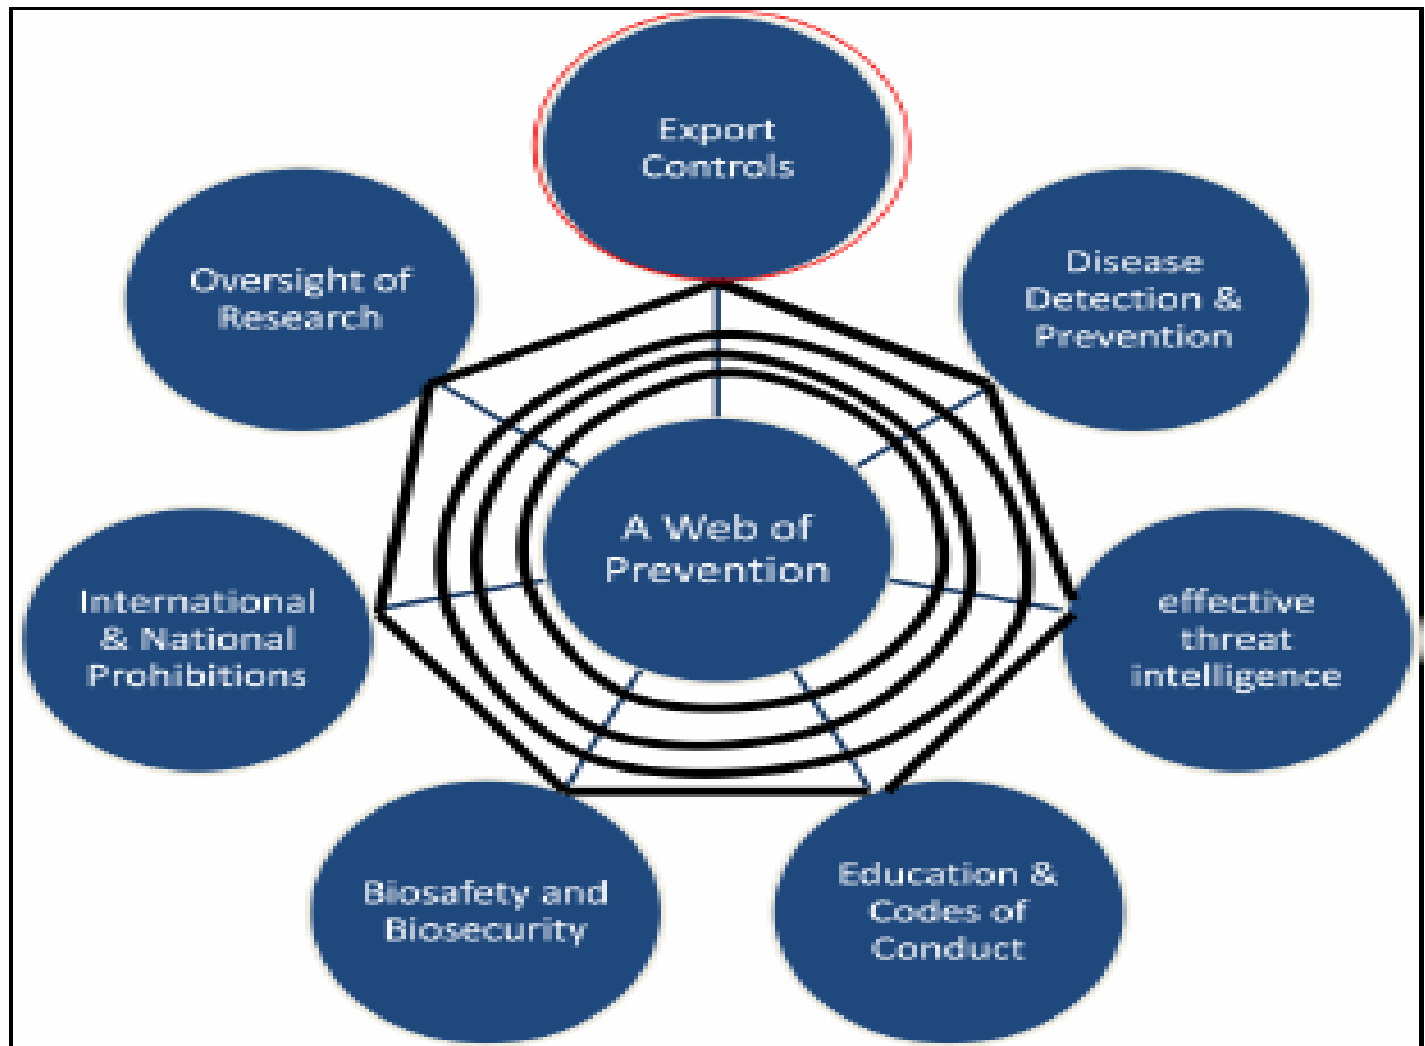 Export
Controls
Oversight of
Research
Disease
Detection &
Prevention
A Web of
Prevention
International
& National
Prohibitions
effective
threat
intelligence
Biosafety and
Biosecurity
Education &
Codes of
Conduct